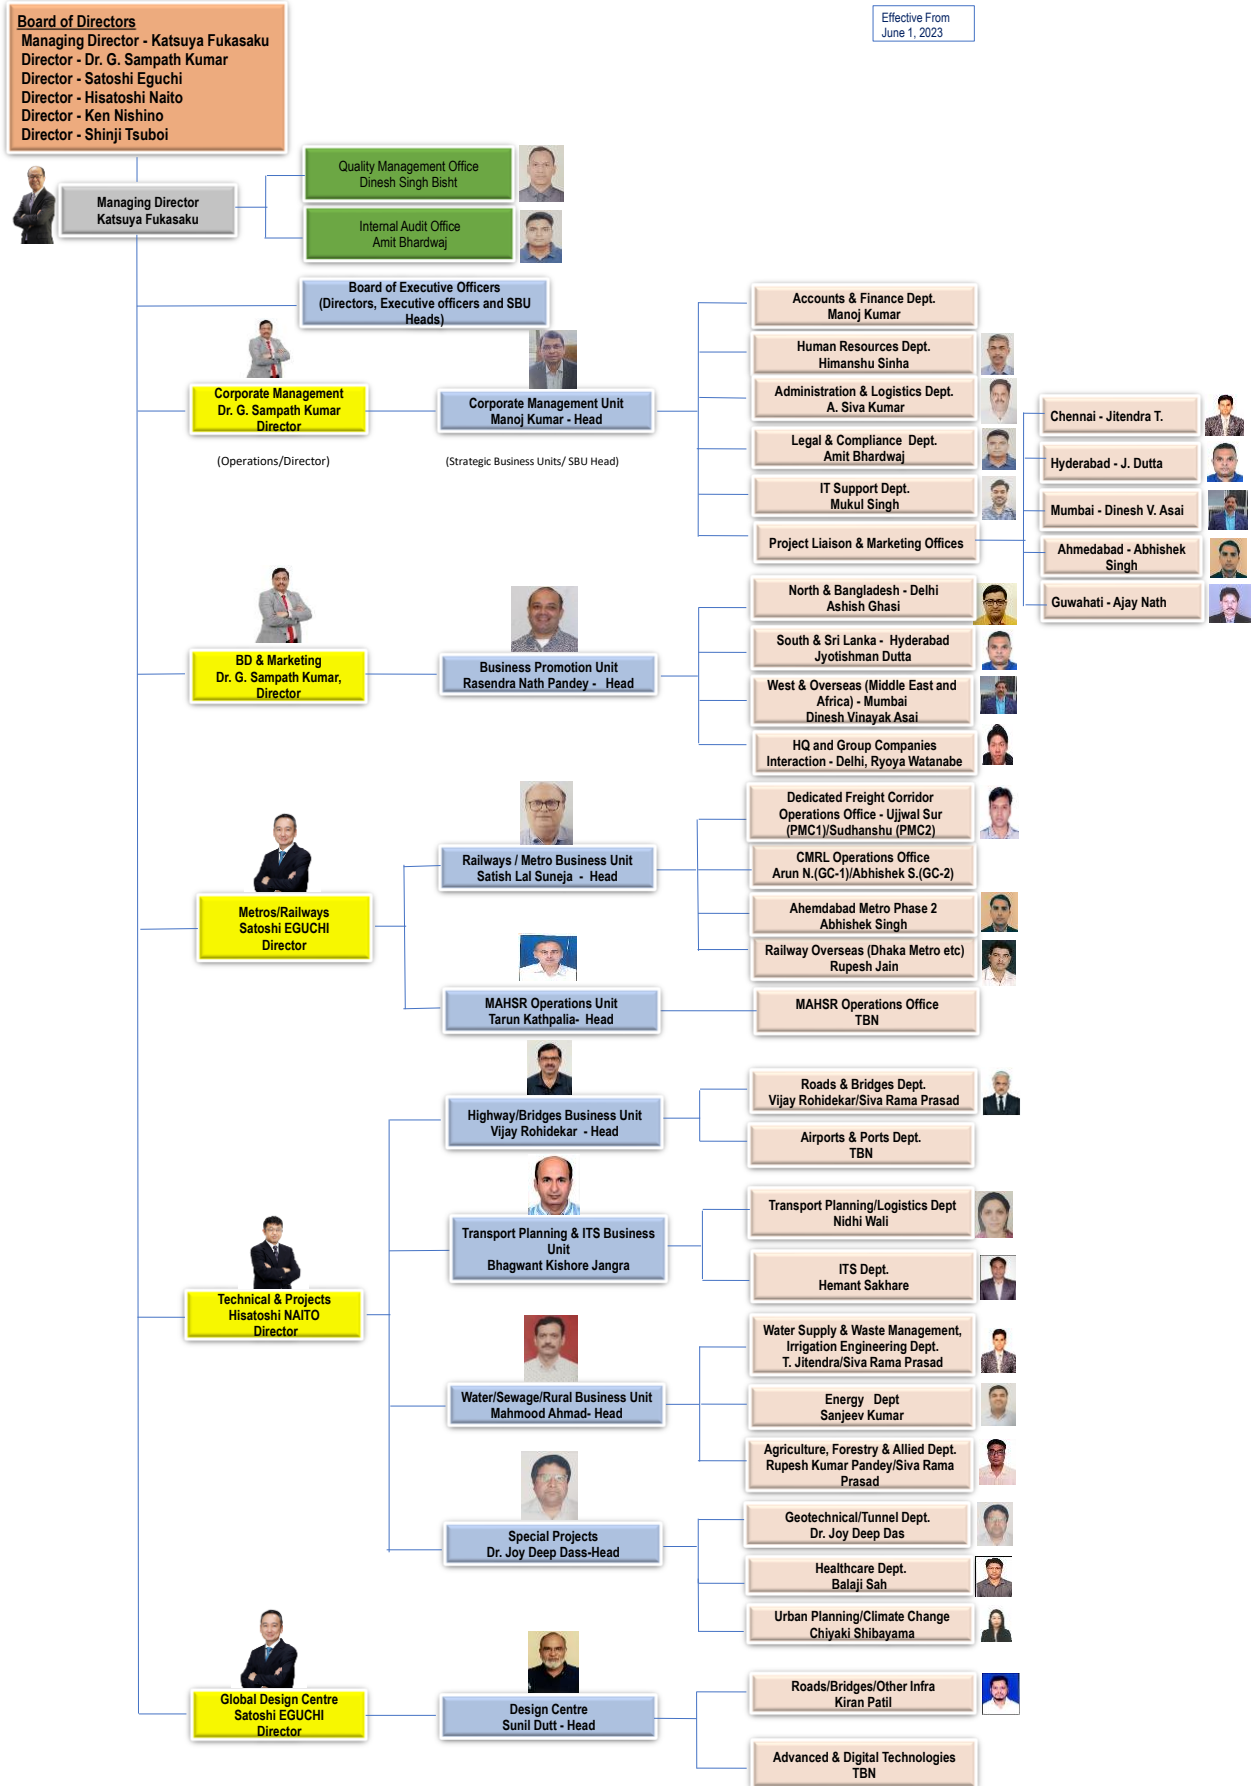 Board of Directors
Managing Director - Katsuya Fukasaku
Director - Dr. G. Sampath Kumar
Director - Satoshi Eguchi
Director - Hisatoshi Naito
Director - Ken Nishino
Director - Shinji Tsuboi
Effective From
June 1, 2023
Managing Director
Katsuya Fukasaku
Quality Management Office
Dinesh Singh Bisht
Internal Audit Office
Amit Bhardwaj
Board of Executive Officers
(Directors, Executive officers and SBU
Heads)
Corporate Management
Dr. G. Sampath Kumar
Director
(Operations/Director)
Corporate Management Unit
Manoj Kumar - Head
(Strategic Business Units/ SBU Head)
Accounts & Finance Dept.
Manoj Kumar
Human Resources Dept.
Himanshu Sinha
Administration & Logistics Dept.
A. Siva Kumar
Legal & Compliance  Dept.
Amit Bhardwaj
IT Support Dept.
Mukul Singh
Project Liaison & Marketing Offices
Chennai - Jitendra T.
Hyderabad - J. Dutta
Mumbai - Dinesh V. Asai
Ahmedabad - Abhishek
Singh
Guwahati - Ajay Nath
BD & Marketing
Dr. G. Sampath Kumar,
Director
Business Promotion Unit
Rasendra Nath Pandey -   Head
North & Bangladesh - Delhi
Ashish Ghasi
South & Sri Lanka -  Hyderabad
Jyotishman Dutta
West & Overseas (Middle East and
Africa) - Mumbai
Dinesh Vinayak Asai
HQ and Group Companies
Interaction - Delhi, Ryoya Watanabe
Metros/Railways
Satoshi EGUCHI
Director
Railways / Metro Business Unit
Satish Lal Suneja  -  Head
Dedicated Freight Corridor
Operations Office - Ujjwal Sur
(PMC1)/Sudhanshu (PMC2)
CMRL Operations Office
Arun N.(GC-1)/Abhishek S.(GC-2)
Ahemdabad Metro Phase 2
Abhishek Singh
Railway Overseas (Dhaka Metro etc)
Rupesh Jain
MAHSR Operations Unit
Tarun Kathpalia-  Head
MAHSR Operations Office
TBN
Technical & Projects
Hisatoshi NAITO
Director
Highway/Bridges Business Unit
Vijay Rohidekar  - Head
Roads & Bridges Dept.
Vijay Rohidekar/Siva Rama Prasad
Airports & Ports Dept.
TBN
Transport Planning & ITS Business
Unit
Bhagwant Kishore Jangra
Transport Planning/Logistics Dept
Nidhi Wali
ITS Dept.
Hemant Sakhare
Water/Sewage/Rural Business Unit
Mahmood Ahmad- Head
Water Supply & Waste Management,
Irrigation Engineering Dept.
T. Jitendra/Siva Rama Prasad
Energy   Dept
Sanjeev Kumar
Agriculture, Forestry & Allied Dept.
Rupesh Kumar Pandey/Siva Rama
Prasad
Special Projects
Dr. Joy Deep Dass-Head
Geotechnical/Tunnel Dept.
Dr. Joy Deep Das
Healthcare Dept.
Balaji Sah
Urban Planning/Climate Change
Chiyaki Shibayama
Global Design Centre
Satoshi EGUCHI
Director
Design Centre
Sunil Dutt - Head
Roads/Bridges/Other Infra
Kiran Patil
Advanced & Digital Technologies
TBN